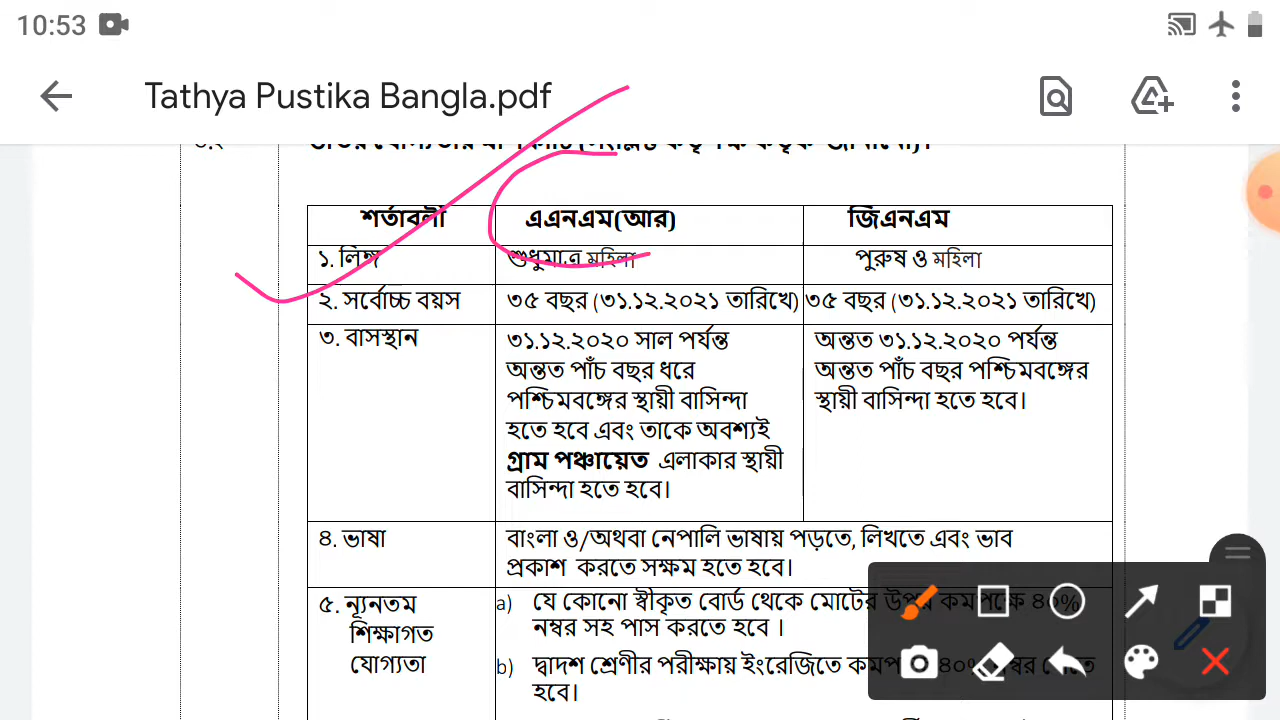 10:53
Tathya Pustika Bangla.pdf
শর্তাবলী এএনএম(আর) জিএনএম
১. লিঙ্গ শুধুমাত্র মহিলা পুরুষ ও মহিলা
২. সর্বোচ্চ বয়স ৩৫ বছর (৩১.১২.২০২১ তারিখে) ৩৫ বছর (৩১.১২.২০২১ তারিখে)
৩. বাসস্থান ৩১.১২.২০২০ সাল পর্যন্ত অন্তত ৩১.১২.২০২০ পর্যন্ত
অন্তত পাঁচ বছর ধরে অন্তত পাঁচ বছর পশ্চিমবঙ্গের
পশ্চিমবঙ্গের স্থায়ী বাসিন্দা স্থায়ী বাসিন্দা হতে হবে।
হতে হবে এবং তাকে অবশ্যই
গ্রাম পঞ্চায়েত এলাকার স্থায়ী
বাসিন্দা হতে হবে।
৪. ভাষা বাংলা ও/অথবা নেপালি ভাষায় পড়তে, লিখতে এবং ভাব
প্রকাশ করতে সক্ষম হতে হবে।
৫. ন্যূনতম a) যে কোনো স্বীকৃত বোর্ড থেকে মোটের উপর কমপক্ষে ৪০%
শিক্ষাগত নম্বর সহ পাস করতে হবে ।
যোগ্যতা b) দ্বাদশ শ্রেণীর পরীক্ষায় ইংরেজিতে ৪০%
হবে।